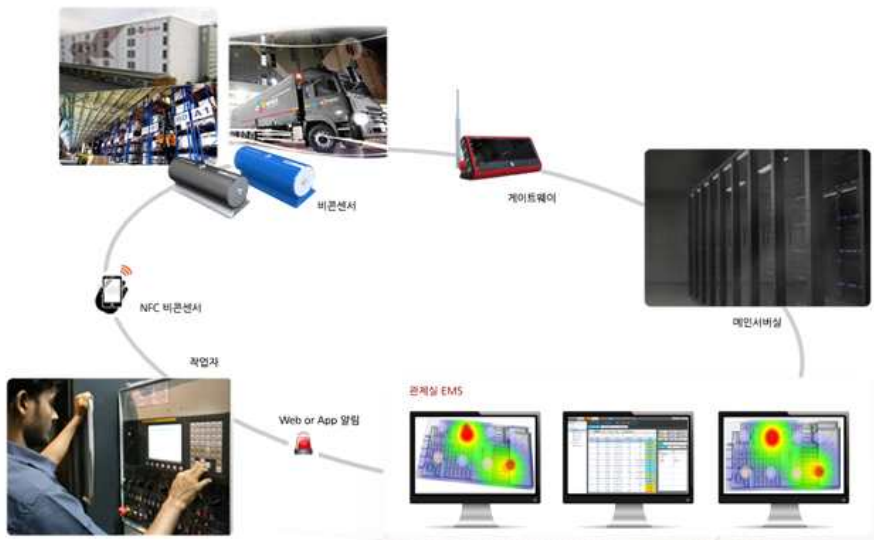 비콘센서
게이트웨이
메인서버실
NFC 비콘센서
작업자
Web or App 알림
관제실 EMS